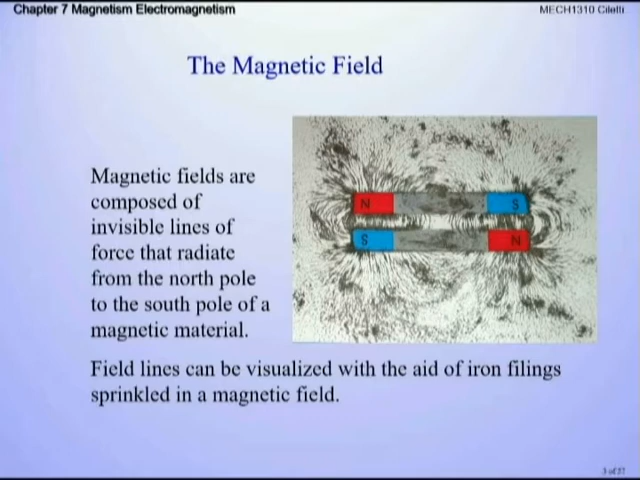 Chapter 7 Magnetism Electromagnetism
MECH1310 Ciletti
The Magnetic Field
Magnetic fields are
composed of
invisible lines of
force that radiate
from the north pole
to the south pole of a
magnetic material.
N
S
S
N
Field lines can be visualized with the aid of iron filings
sprinkled in a magnetic field.
3 of 27